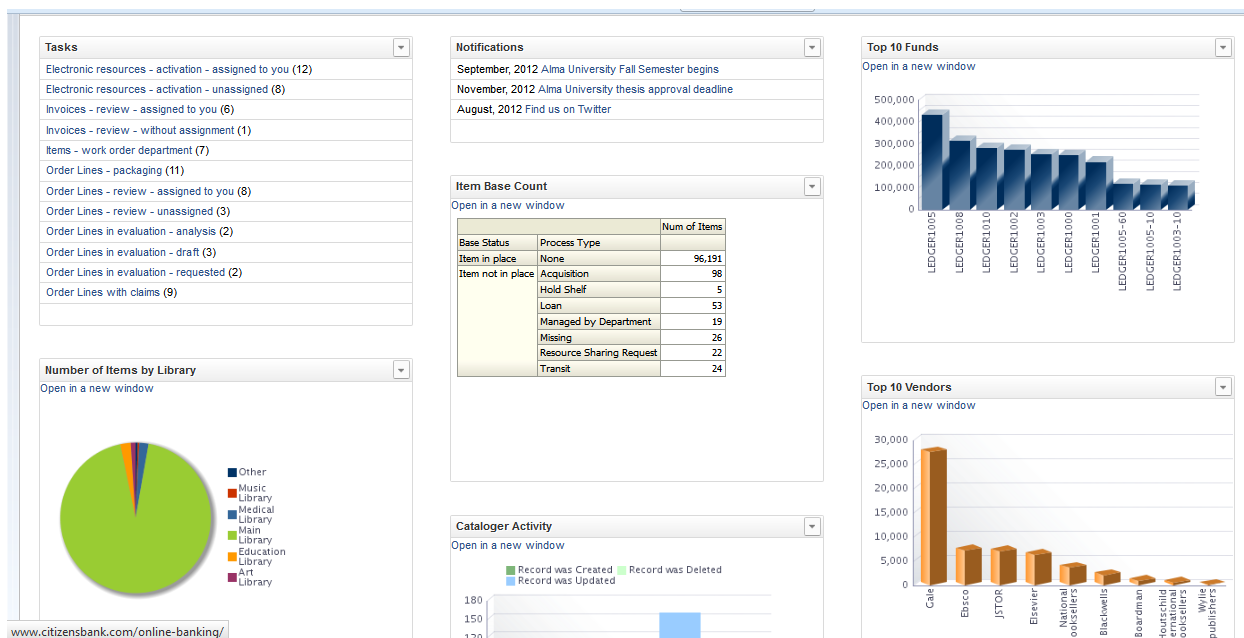 Tasks
Electronic resources - activation - assigned to you (12)
Electronic resources - activation - unassigned (8)
Invoices - review - assigned to you (6)
Invoices - review - without assignment (1)
Items - work order department (7)
Order Lines - packaging (11)
Order Lines - review - assigned to you (8)
Order Lines - review - unassigned (3)
Order Lines in evaluation - analysis (2)
Order Lines in evaluation - draft (3)
Order Lines in evaluation - requested (2)
Order Lines with claims (9)
Number of Items by Library
Open in a new window
Other
Music
Library
Medical
Library
Main
Library
Education
Library
Art
Library
www.citizensbank.com/online-banking/
Notifications
September, 2012 Alma University Fall Semester begins
November, 2012 Alma University thesis approval deadline
August, 2012 Find us on Twitter
Item Base Count
Open in a new window
Num of Items
Base Status Process Type
Item in place None 96,191
Item not in place Acquisition 98
Hold Shelf 5
Loan 53
Managed by Department 19
Missing 26
Resource Sharing Request 22
Transit 24
Cataloger Activity
Open in a new window
Record was Created Record was Deleted
Record was Updated
180
150
120
Top 10 Funds
Open in a new window
500,000
400,000
300,000
200,000
100,000
0
LEDGER1005
LEDGER1008
LEDGER1010
LEDGER1002
LEDGER1003
LEDGER1000
LEDGER1001
LEDGER1005-60
LEDGER1005-10
LEDGER1003-10
Top 10 Vendors
Open in a new window
30,000
25,000
20,000
15,000
10,000
5,000
0
Gale
Ebsco
JSTOR
Elsevier
National
ooksellers
Blackwells
Boardman
Houtschild
ernational
ooksellers
Wylie
publishers